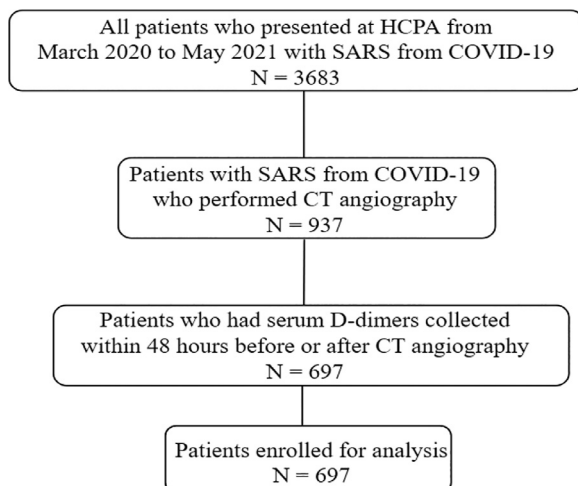 All patients who presented at HCPA from
March 2020 to May 2021 with SARS from COVID-19
N = 3683
Patients with SARS from COVID-19
who performed CT angiography
N = 937
Patients who had serum D-dimers collected
within 48 hours before or after CT angiography
N = 697
Patients enrolled for analysis
N = 697